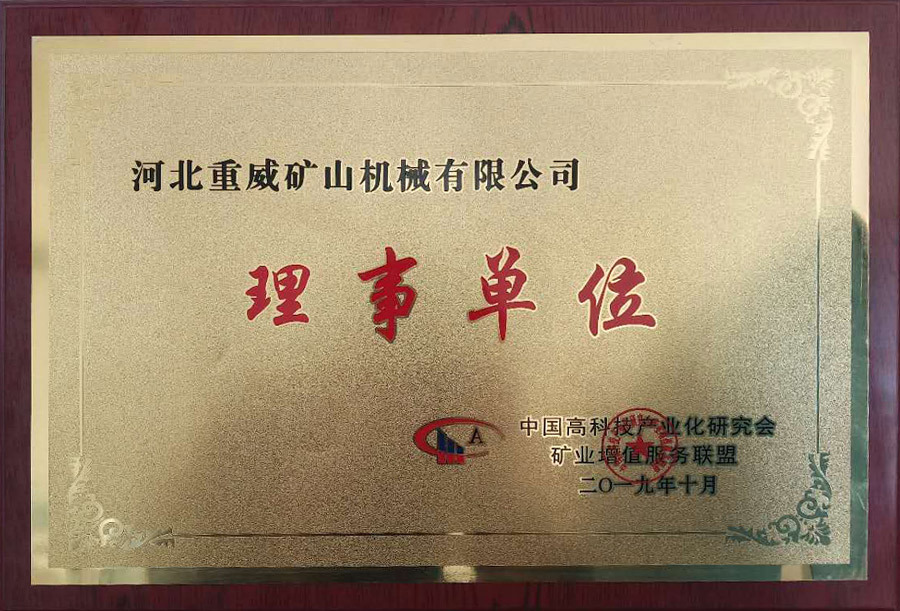 河北重威矿山机械有限公司
理事单位
A
中国高科技产业化研究会
矿业增值服务联盟
二〇一九年十月